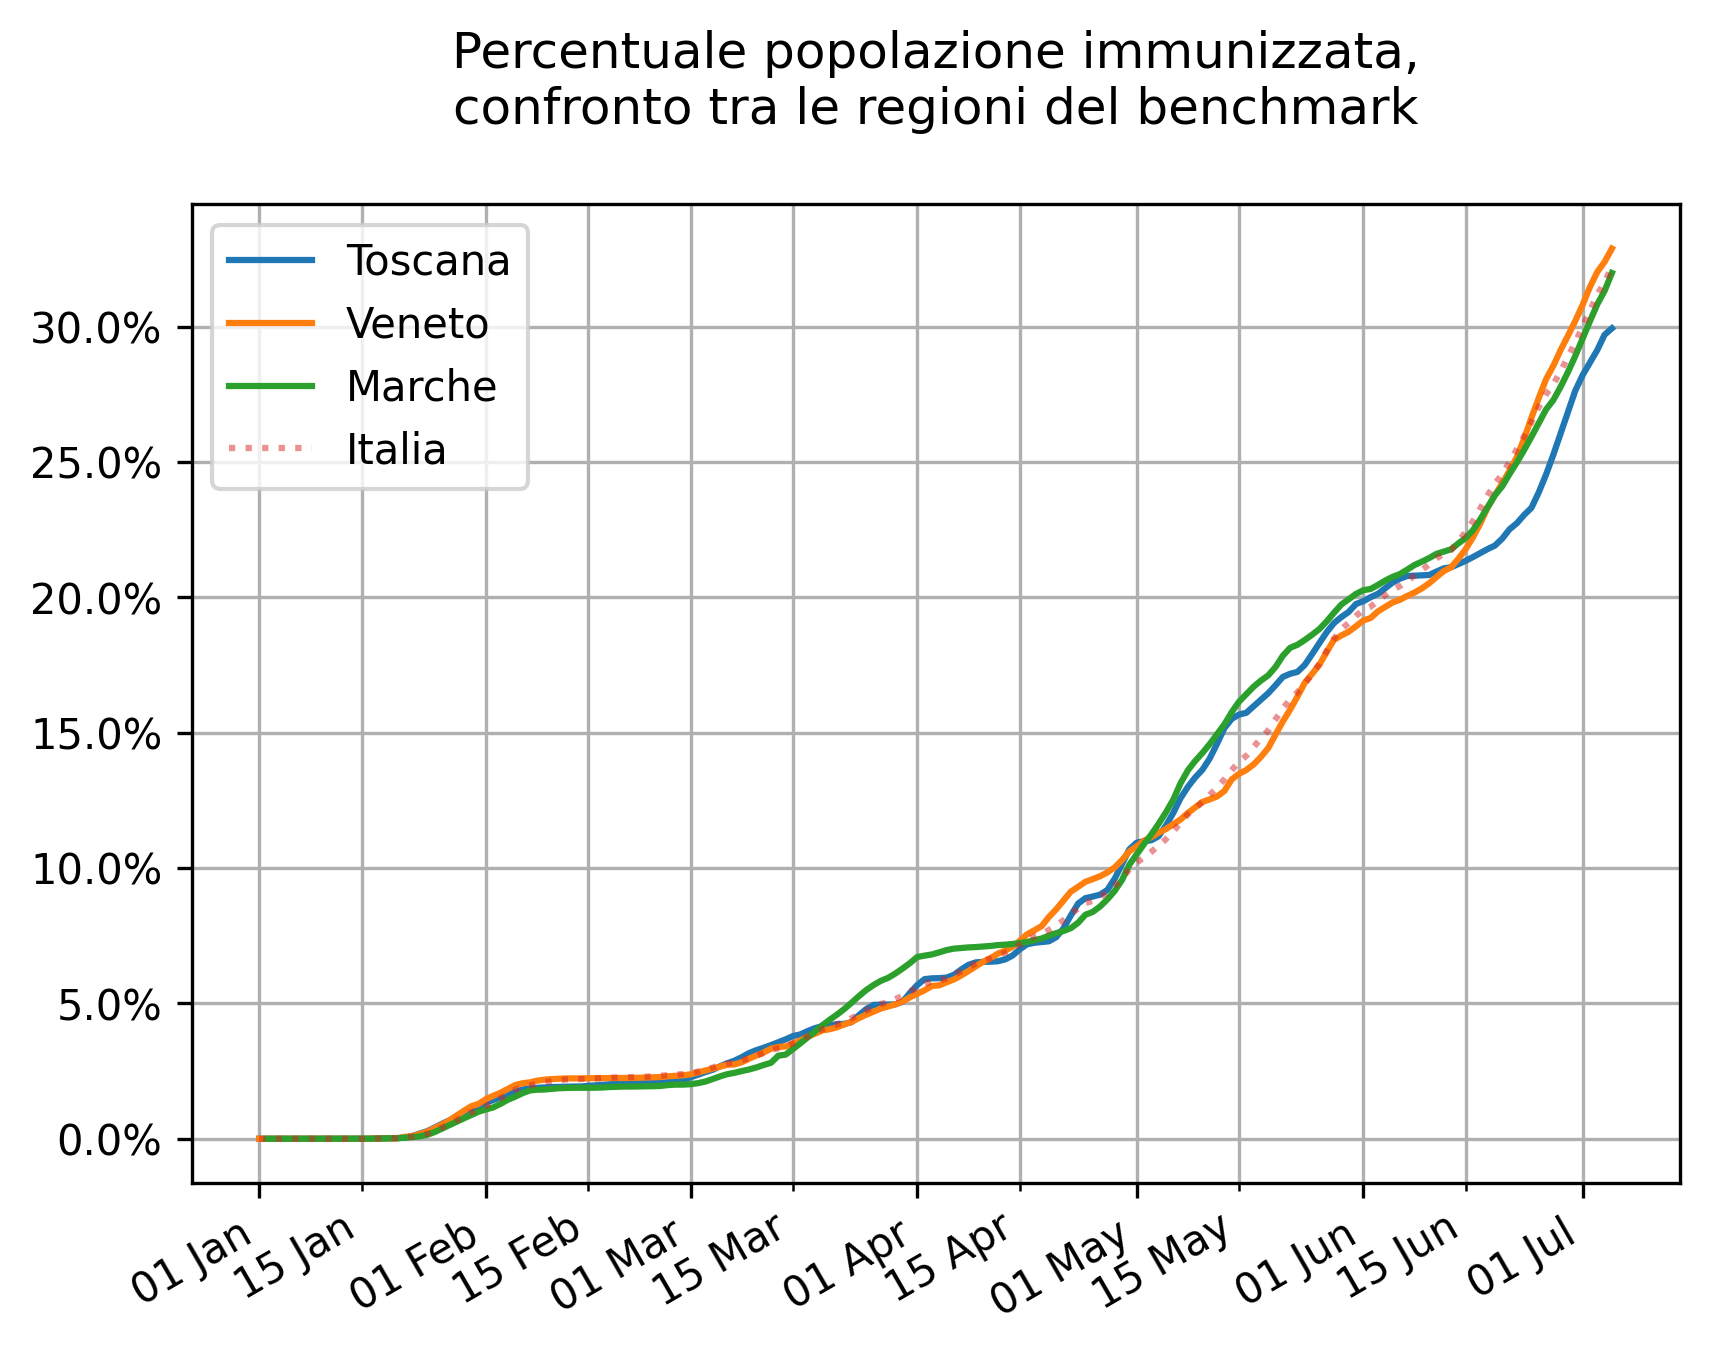 Percentuale popolazione immunizzata,
confronto tra le regioni del benchmark
Toscana
Veneto
Marche
Italia
30.0%
25.0%
20.0%
15.0%
10.0%
5.0%
0.0%
01 Jan
15 Jan
01 Feb
15 Feb
01 Mar
15 Mar
01 Apr
15 Apr
01 May
15 May
01 Jun
15 Jun
01 Jul